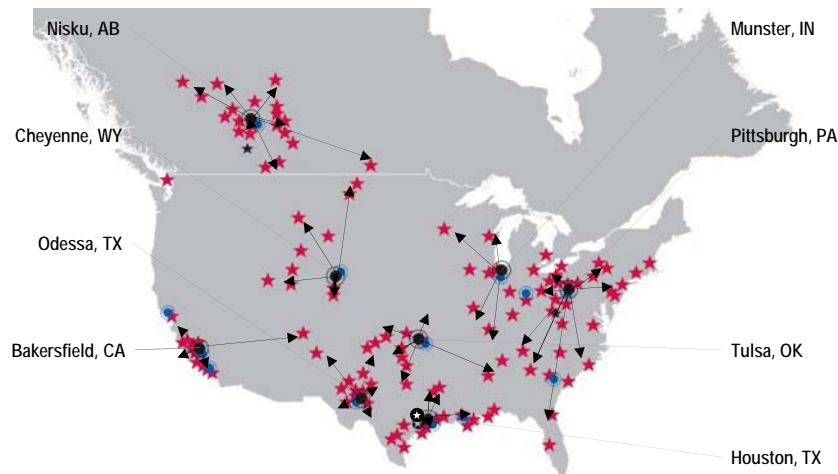 Nisku, AB
Munster, IN
Cheyenne, WY
Pittsburgh, PA
Odessa, TX
Bakersfield, CA
Tulsa, OK
Houston, TX